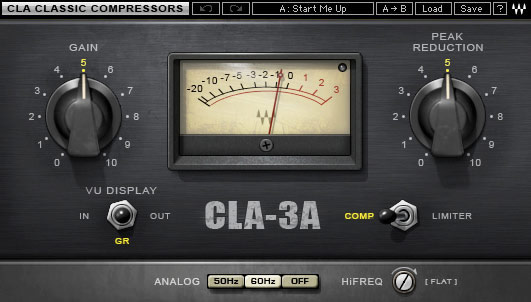 CLA CLASSIC COMPRESSORS
A: Start Me Up
A→B
Load
Save
?
GAIN
0 1 2 3 4 5 6 7 8 9 10
-20 -10 -7 -5 -3 -2 -1 0 1 2 3
PEAK
REDUCTION
0 1 2 3 4 5 6 7 8 9 10
VU DISPLAY
IN
OUT
GR
CLA-3A
COMP
LIMITER
ANALOG
50Hz
60Hz
OFF
HiFREQ
[ FLAT ]